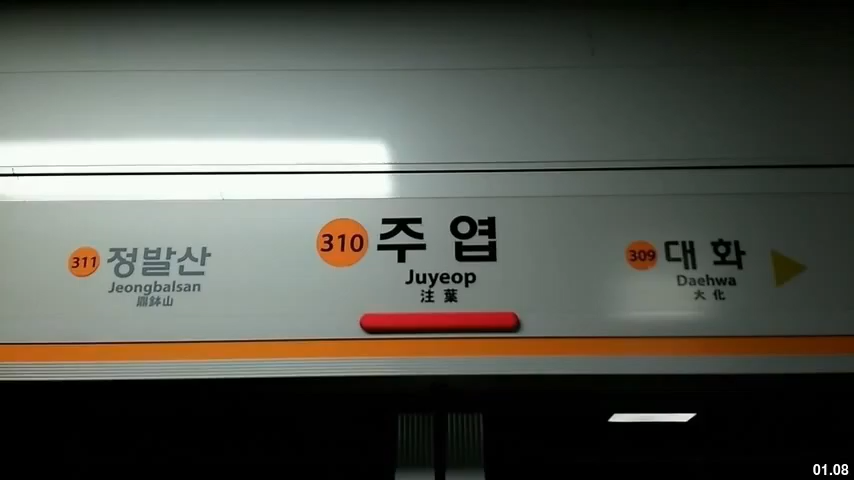 311 정발산
Jeongbalsan
鼎鉢山
310 주엽
Juyeop
注葉
309 대화
Daehwa
大化
01.08